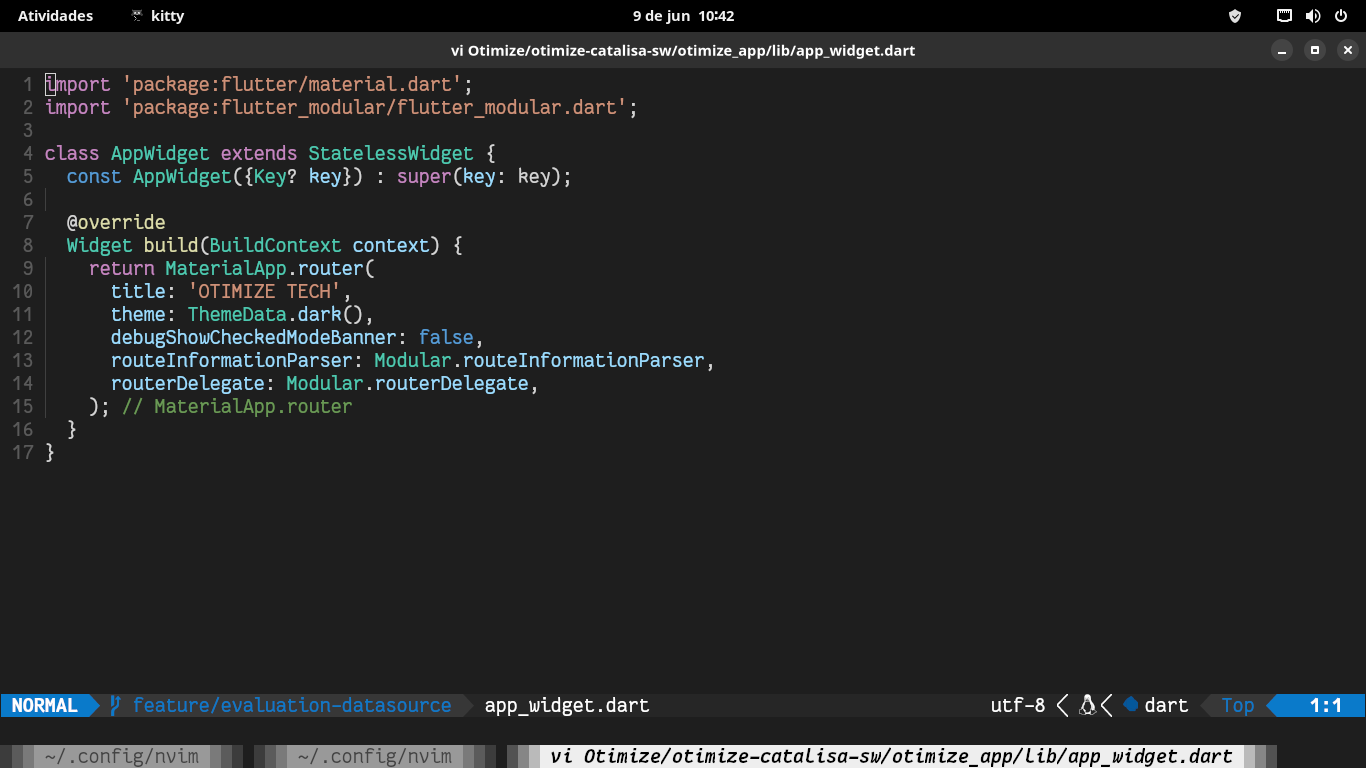 Atividades kitty 9 de jun 10:42
vi Otimize/otimize-catalisa-sw/otimize_app/lib/app_widget.dart
1 import 'package:flutter/material.dart';
2 import 'package:flutter_modular/flutter_modular.dart';
3
4 class AppWidget extends StatelessWidget {
5   const AppWidget({Key? key}) : super(key: key);
6
7   @override
8   Widget build(BuildContext context) {
9     return MaterialApp.router(
10       title: 'OTIMIZE TECH',
11       theme: ThemeData.dark(),
12       debugShowCheckedModeBanner: false,
13       routeInformationParser: Modular.routeInformationParser,
14       routerDelegate: Modular.routerDelegate,
15     ); // MaterialApp.router
16   }
17 }
NORMAL feature/evaluation-datasource app_widget.dart utf-8 dart Top 1:1
~/.config/nvim ~/.config/nvim vi Otimize/otimize-catalisa-sw/otimize_app/lib/app_widget.dart